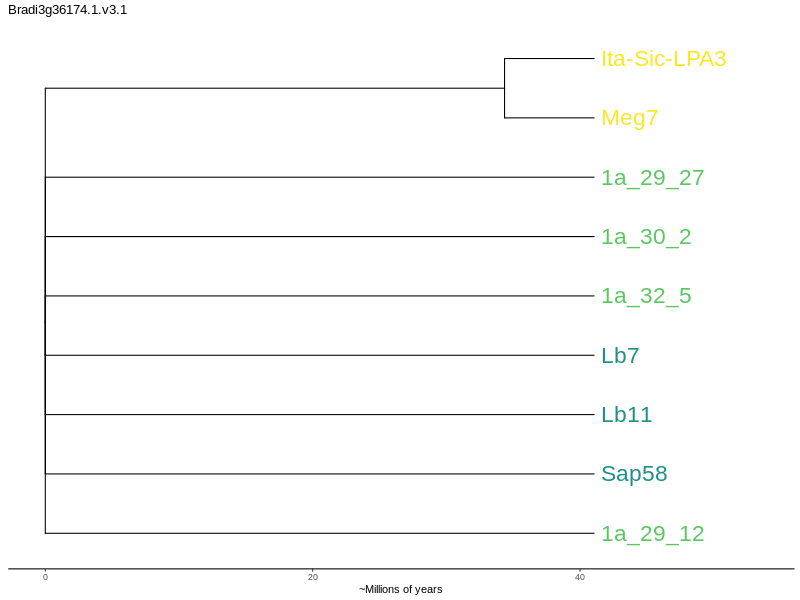 Bradi3g36174.1.v3.1
Ita-Sic-LPA3
Meg7
1a_29_27
1a_30_2
1a_32_5
Lb7
Lb11
Sap58
1a_29_12
0 20 40
~Millions of years